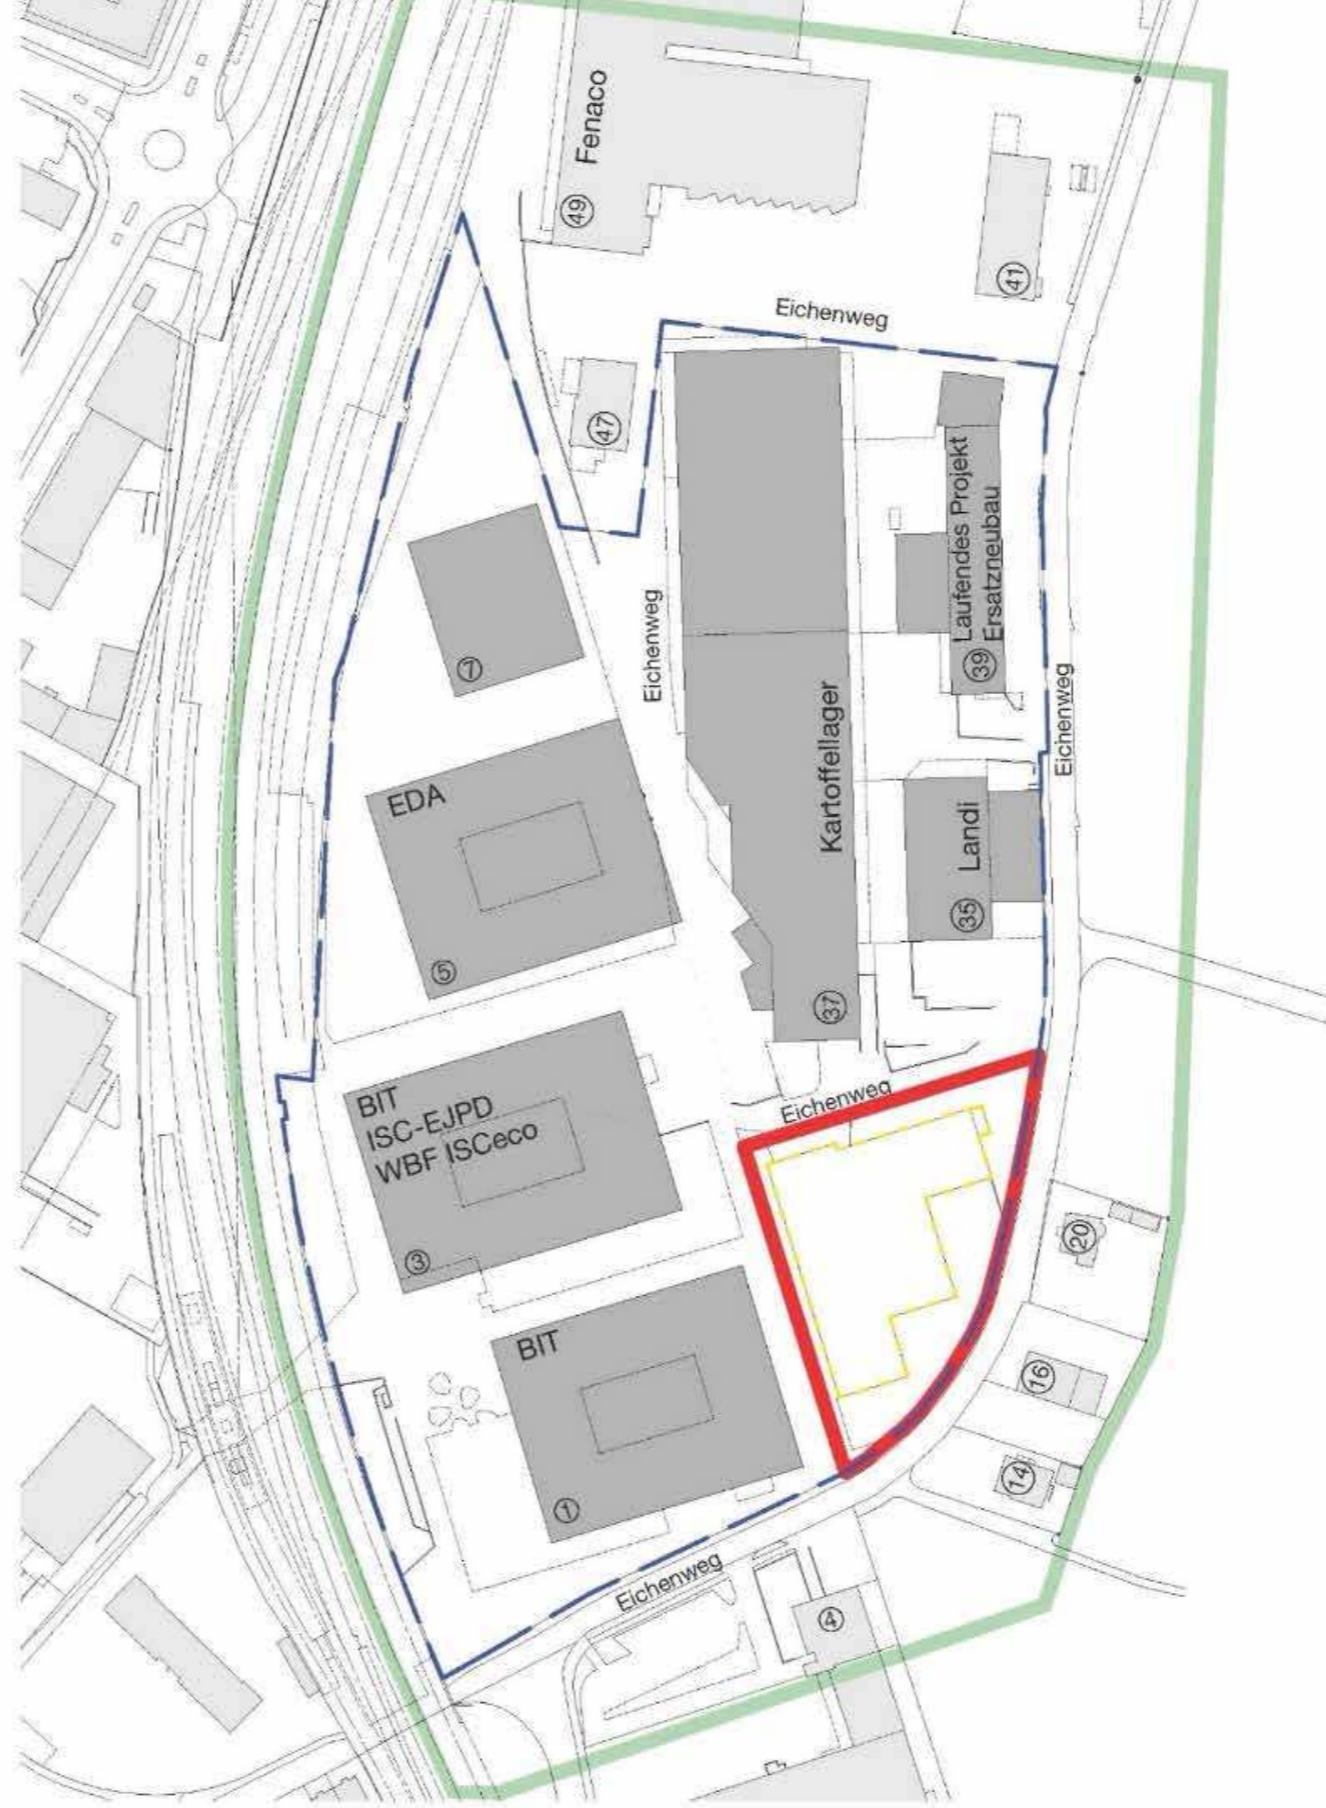 Fenaco
49
41
Eichenweg
47
Laufendes Projekt
Ersatzneubau
39
Eichenweg
7
Eichenweg
Kartoffellager
EDA
Landi
35
5
37
BIT
ISC-EJPD
WBF ISCeco
Eichenweg
3
20
BIT
16
14
1
Eichenweg
4